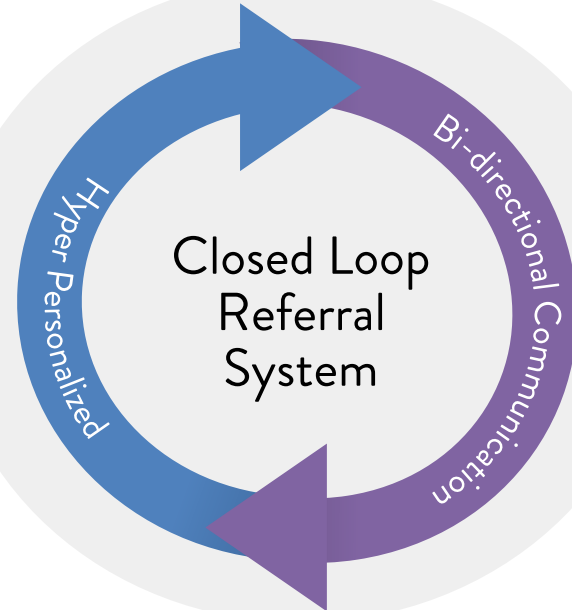 Closed Loop
Referral
System
Hyper Personalized
Bi-directional Communication